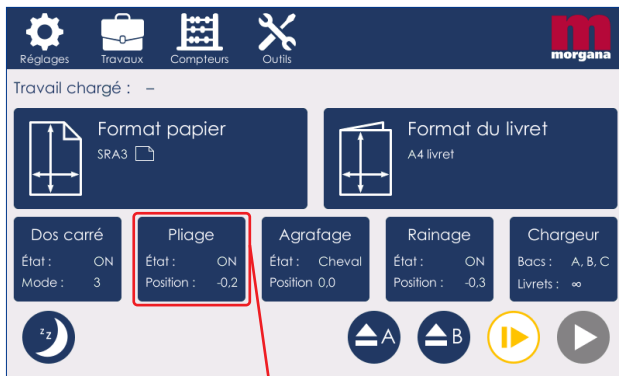 Réglages Travaux Compteurs Outils morgana
Travail chargé : –
Format papier
SRA3
Format du livret
A4 livret
Dos carré
État : ON
Mode : 3
Pliage
État : ON
Position : -0,2
Agrafage
État : Cheval
Position 0,0
Rainage
État : ON
Position : -0,3
Chargeur
Bacs : A, B, C
Livrets : ∞
zz
A
B